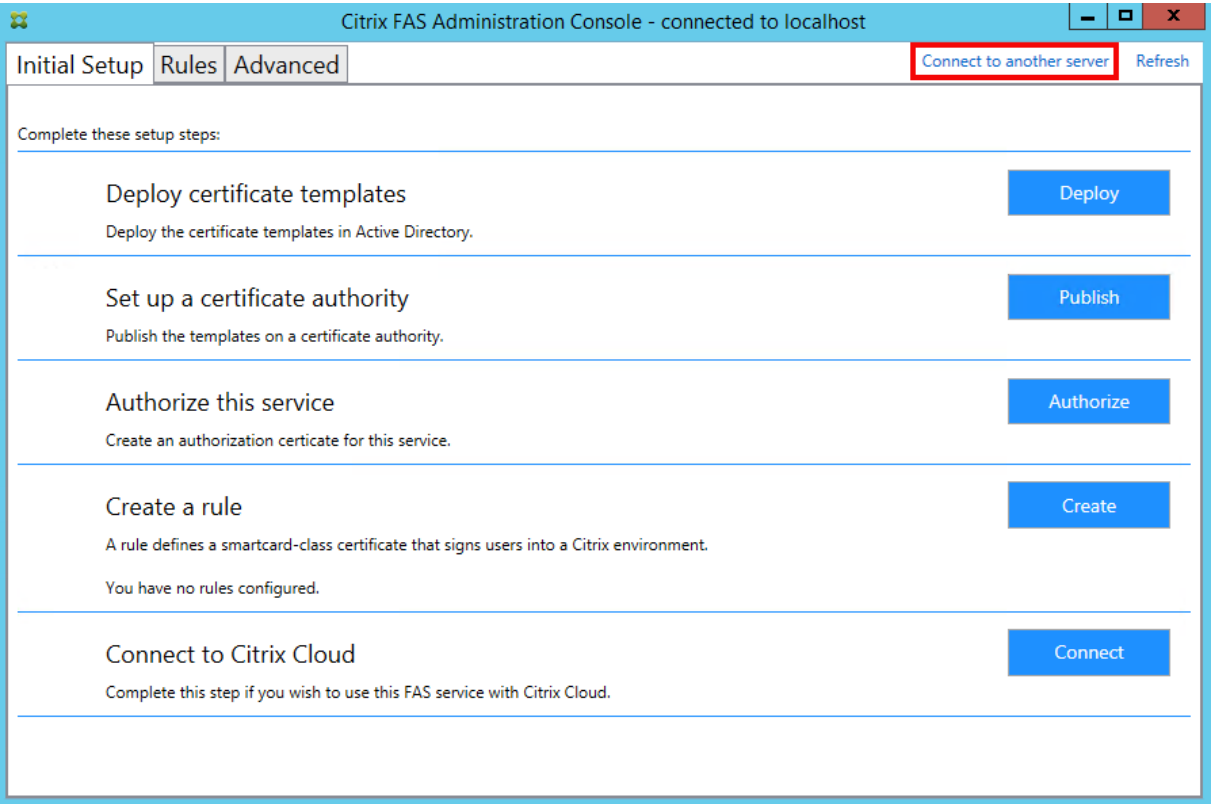 Citrix FAS Administration Console - connected to localhost
Initial Setup Rules Advanced Connect to another server Refresh
Complete these setup steps:
Deploy certificate templates Deploy
Deploy the certificate templates in Active Directory.
Set up a certificate authority Publish
Publish the templates on a certificate authority.
Authorize this service Authorize
Create an authorization certicate for this service.
Create a rule Create
A rule defines a smartcard-class certificate that signs users into a Citrix environment.
You have no rules configured.
Connect to Citrix Cloud Connect
Complete this step if you wish to use this FAS service with Citrix Cloud.